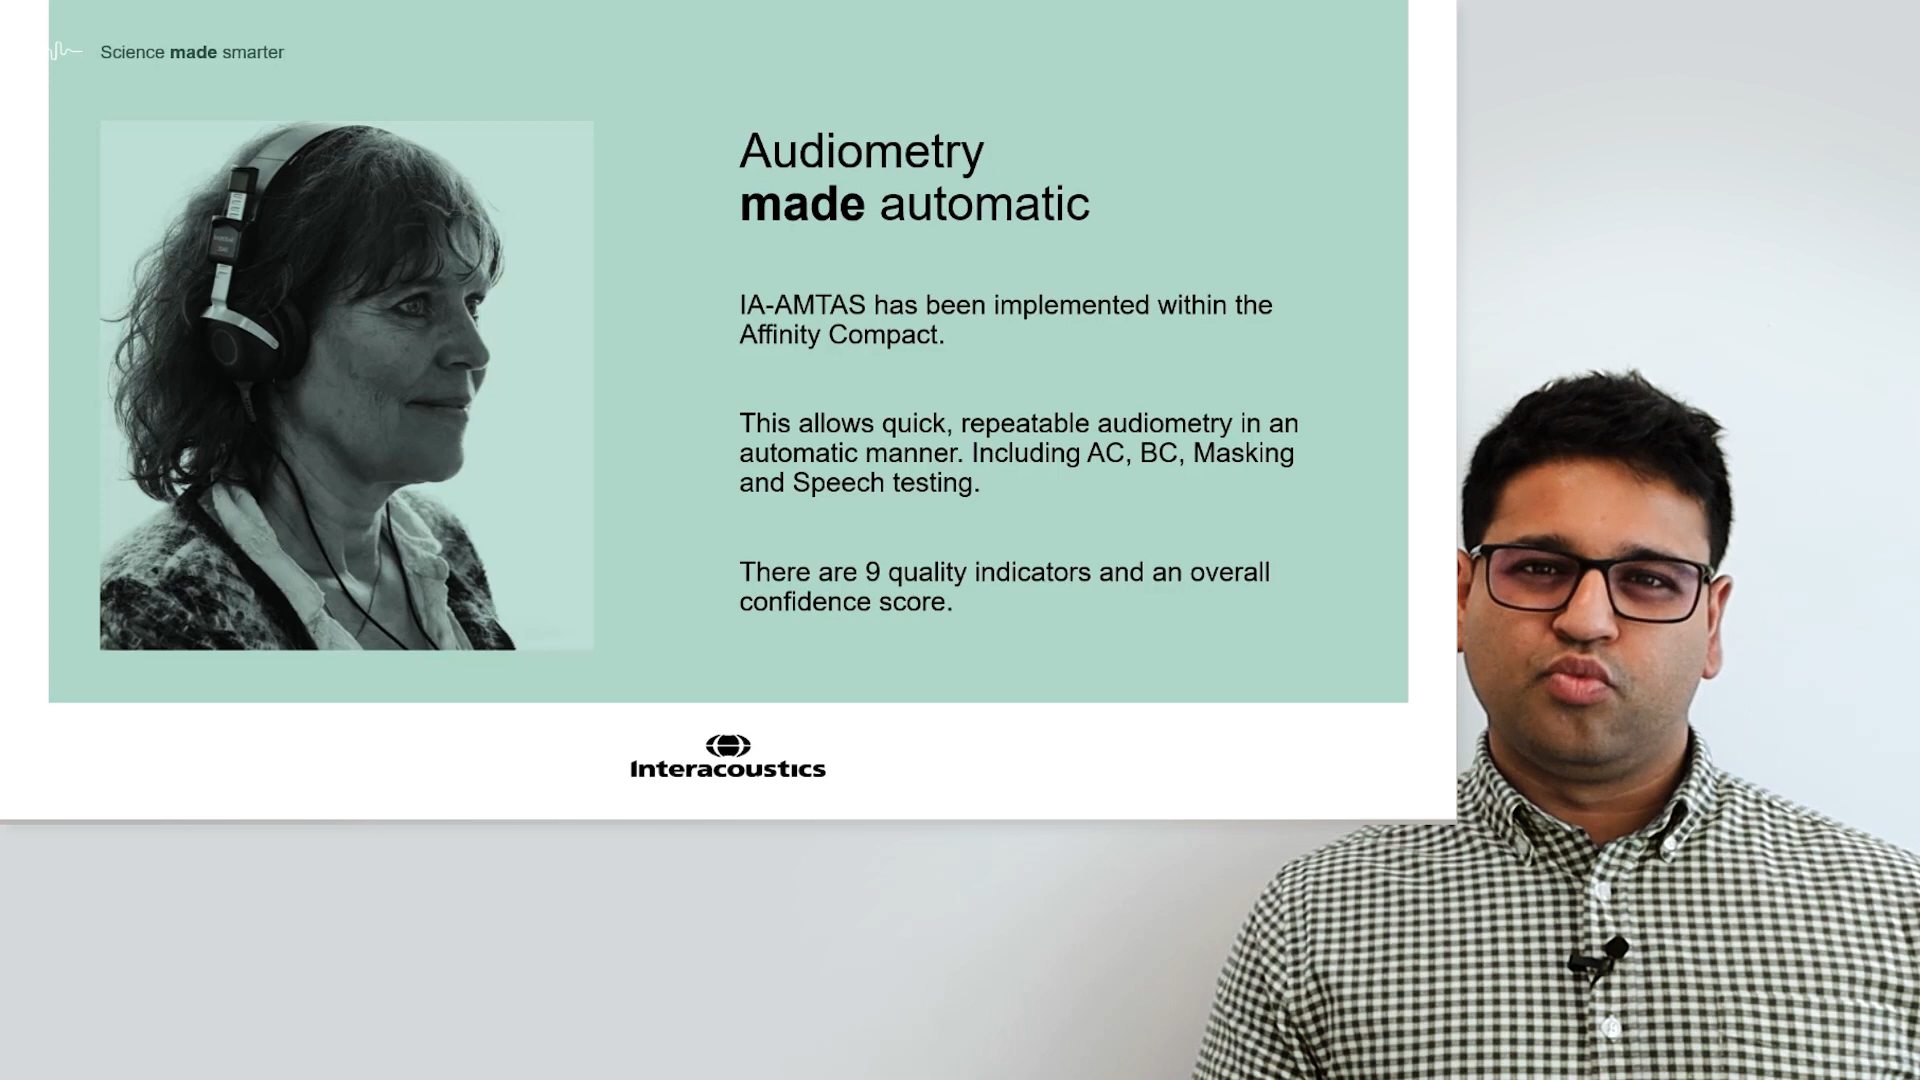 Science made smarter
Audiometry
made automatic
IA-AMTAS has been implemented within the
Affinity Compact.
This allows quick, repeatable audiometry in an
automatic manner. Including AC, BC, Masking
and Speech testing.
There are 9 quality indicators and an overall
confidence score.
Interacoustics